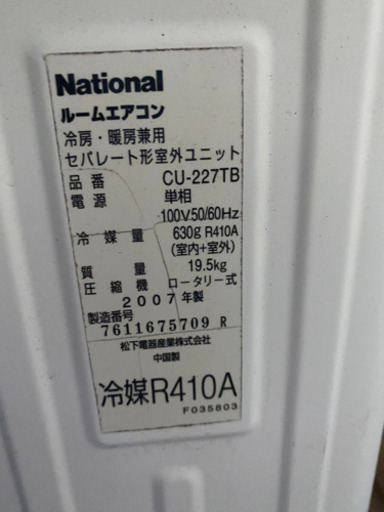 National
ルームエアコン
冷房・暖房兼用
セパレート形室外ユニット
品番 CU-227TB
電源 単相
100V.50/60Hz
冷媒量 630g R410A
(室内+室外)
質量 19.5kg
圧縮機 ロータリー式
2007年製
製造番号
7611675709 R
松下電器産業株式会社
中国製
冷媒R410A
F035803